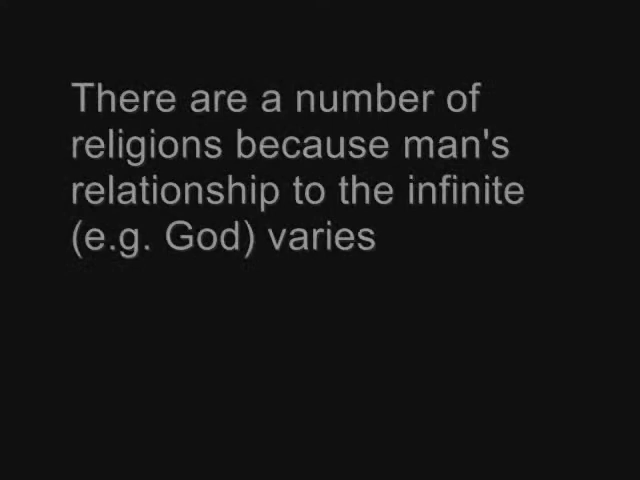 There are a number of
religions because man's
relationship to the infinite
(e.g. God) varies